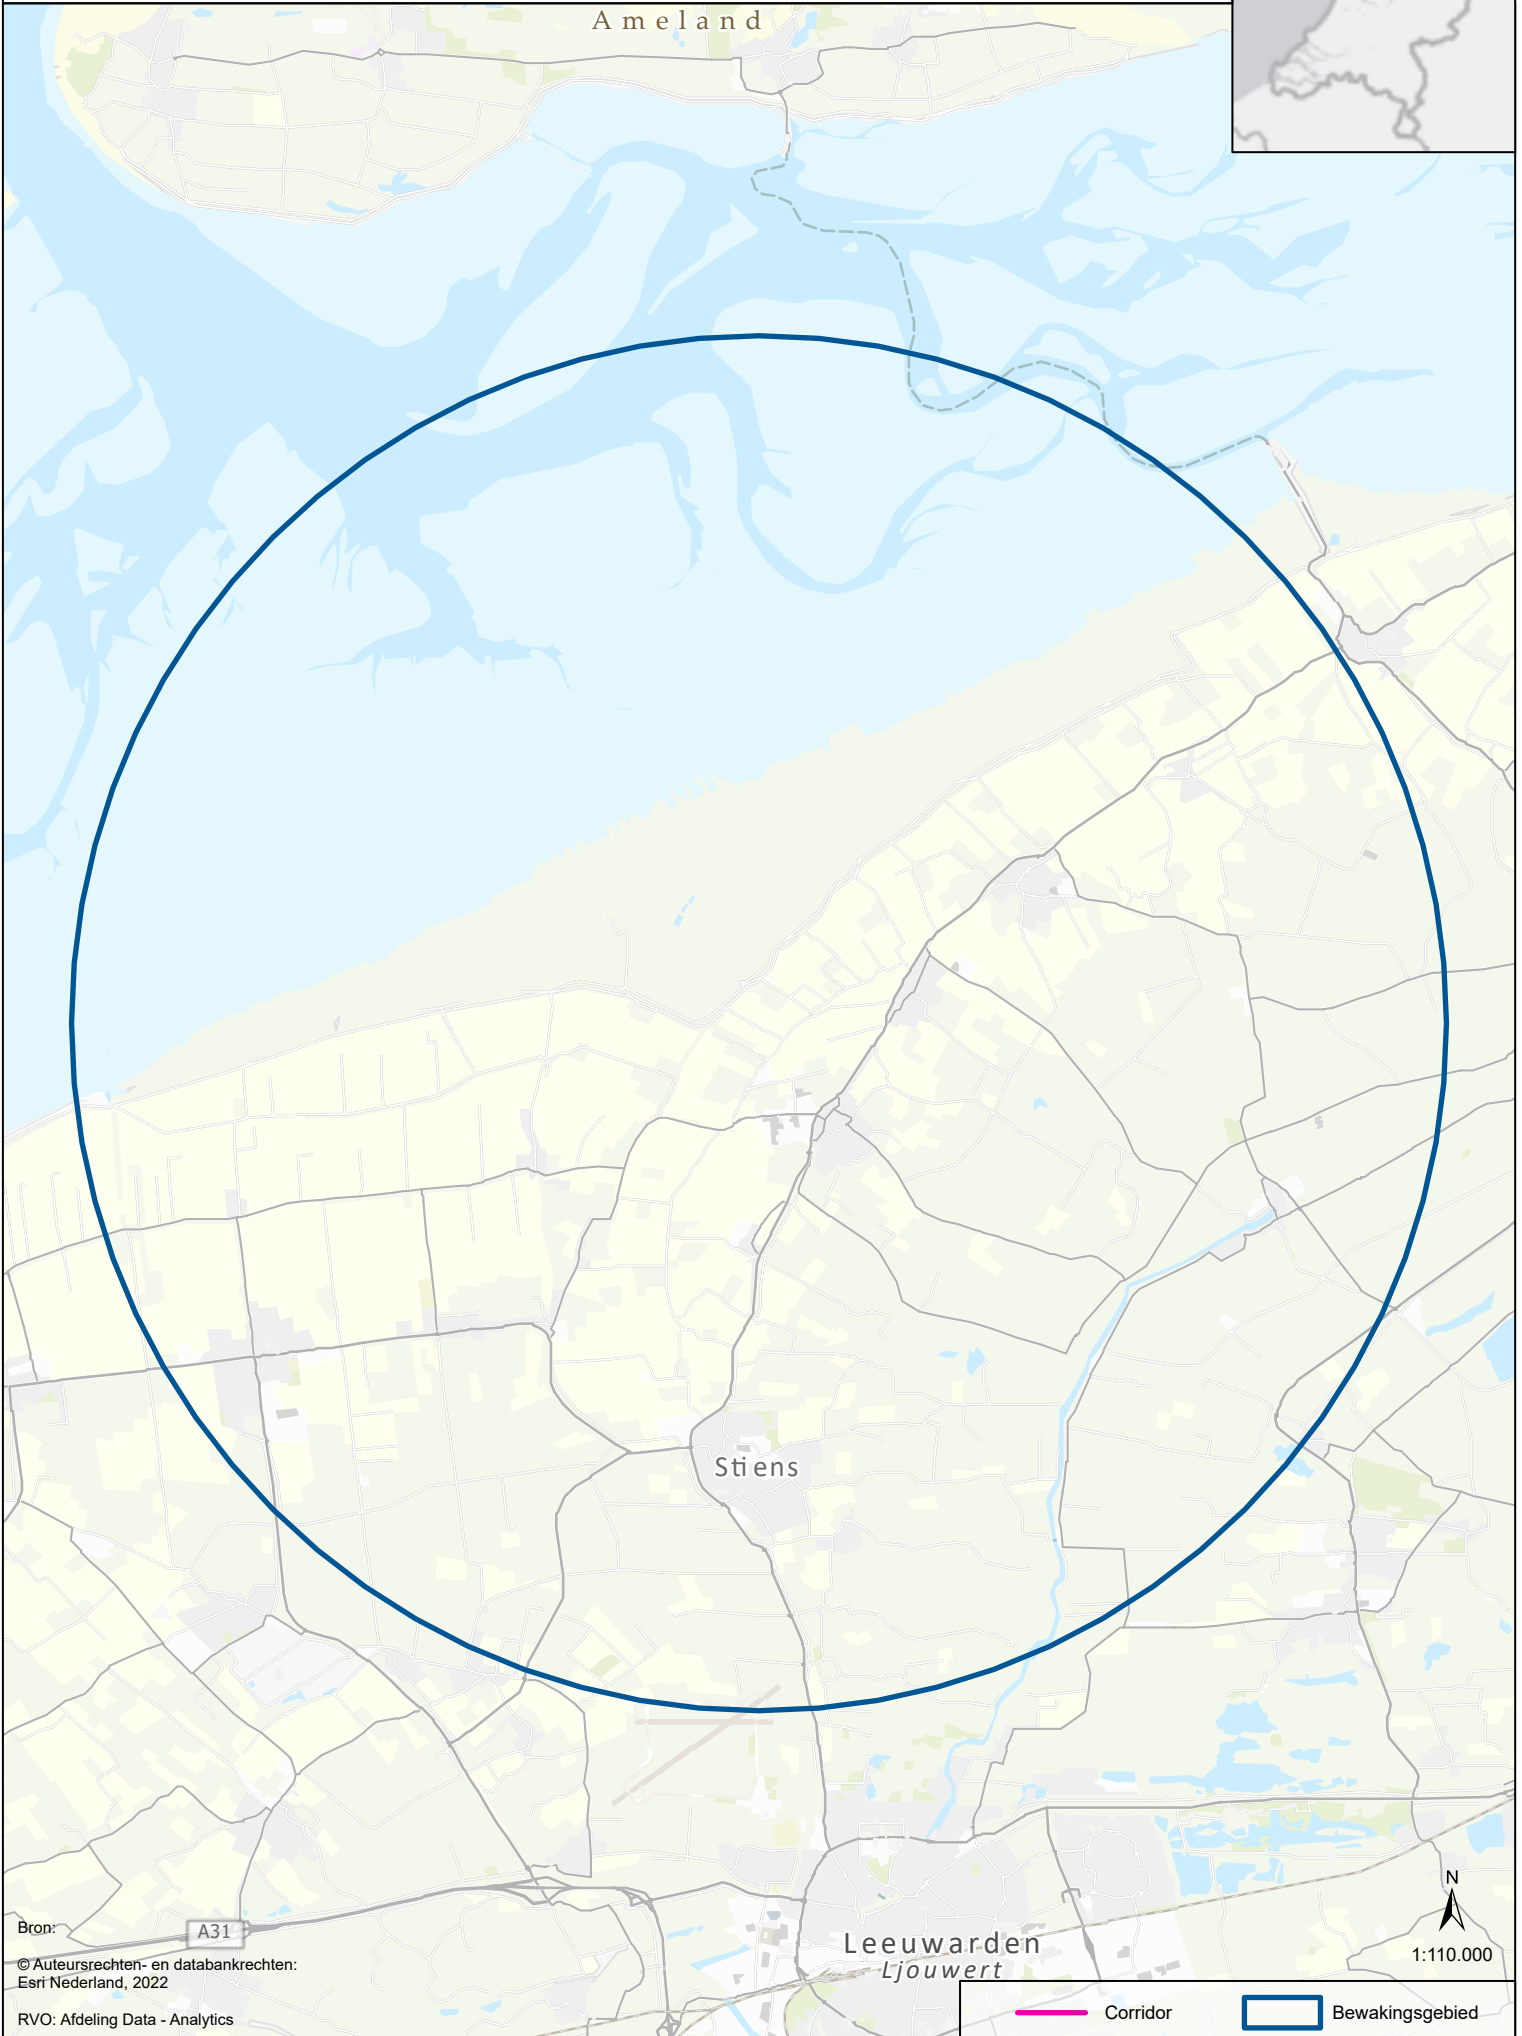 Ameland
Stiens
Leeuwarden
Ljouwert
A31
N
1:110.000
Bron:
© Auteursrechten- en databankrechten:
Esri Nederland, 2022
RVO: Afdeling Data - Analytics
Corridor
Bewakingsgebied